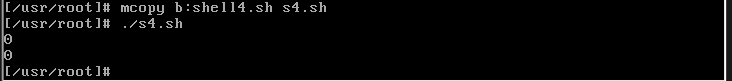 [/usr/root]# mcopy b:shell4.sh s4.sh
[/usr/root]# ./s4.sh
0
0
[/usr/root]#